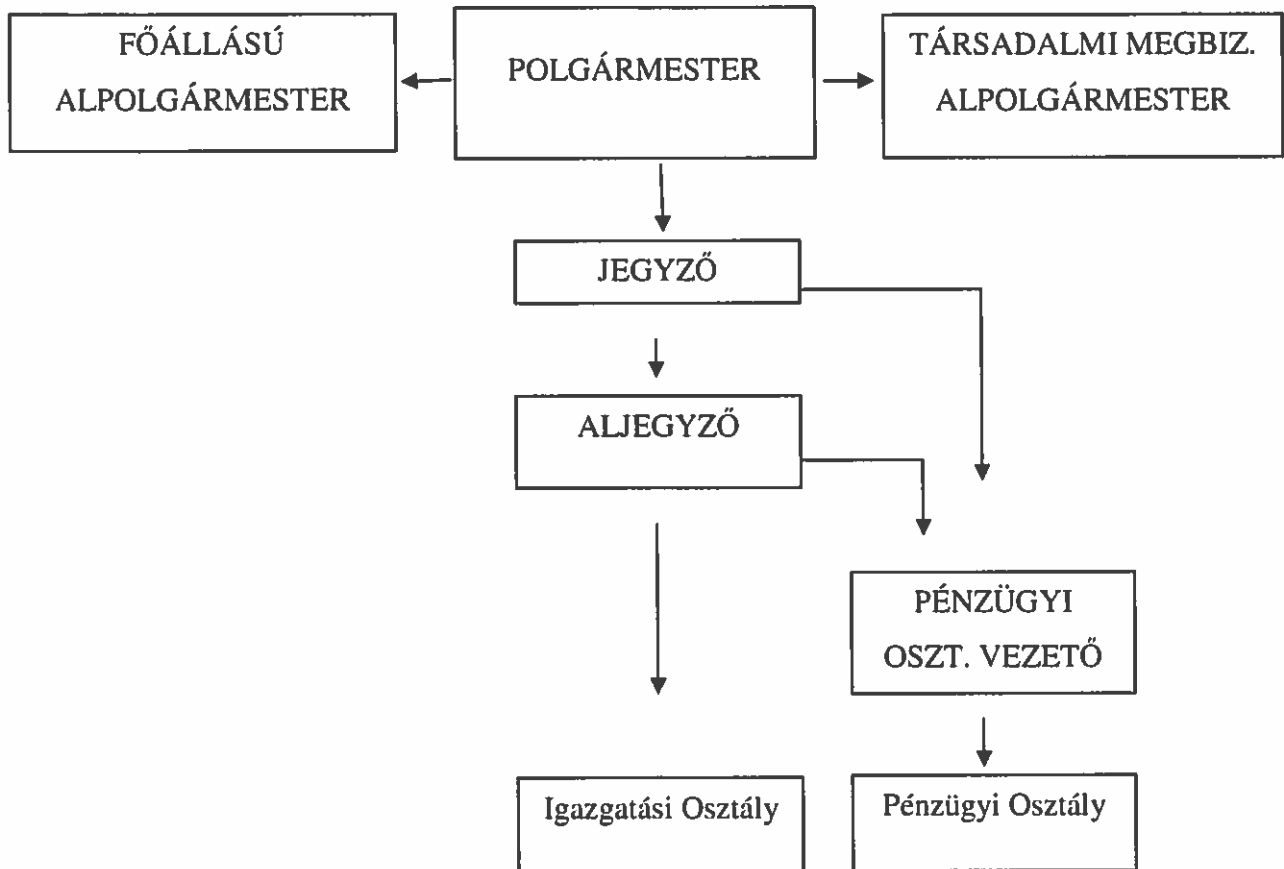 FŐÁLLÁSÚ
ALPOLGÁRMESTER
POLGÁRMESTER
TÁRSADALMI MEGBIZ.
ALPOLGÁRMESTER
JEGYZŐ
ALJEGYZŐ
PÉNZÜGYI
OSZT. VEZETŐ
Igazgatási Osztály
Pénzügyi Osztály